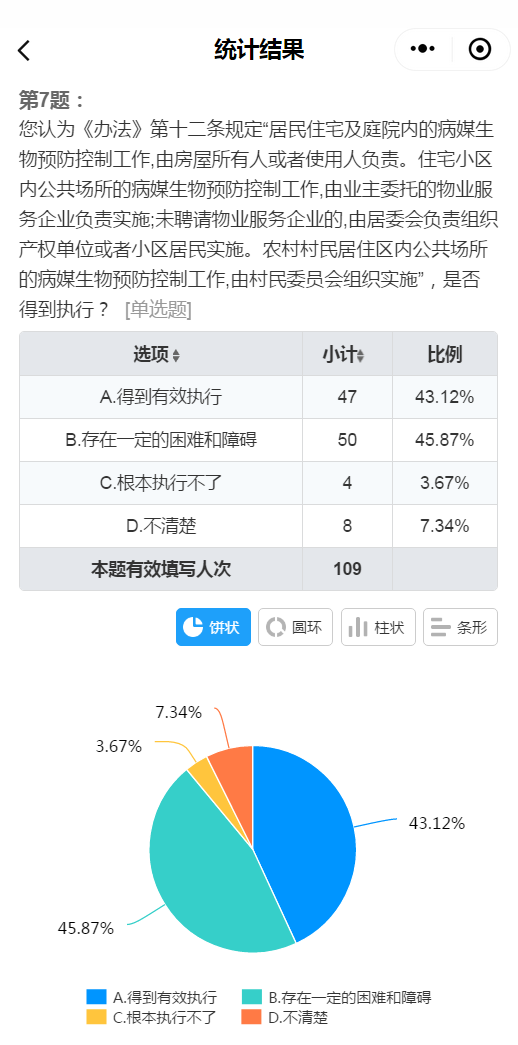 统计结果
第7题：
您认为《办法》第十二条规定“居民住宅及庭院内的病媒生
物预防控制工作,由房屋所有人或者使用人负责。住宅小区
内公共场所的病媒生物预防控制工作,由业主委托的物业服
务企业负责实施;未聘请物业服务企业的,由居委会负责组织
产权单位或者小区居民实施。农村村民居住区内公共场所
的病媒生物预防控制工作,由村民委员会组织实施”，是否
得到执行？ [单选题]
选项 小计 比例
A.得到有效执行 47 43.12%
B.存在一定的困难和障碍 50 45.87%
C.根本执行不了 4 3.67%
D.不清楚 8 7.34%
本题有效填写人次 109
饼状 圆环 柱状 条形
7.34%
3.67%
43.12%
45.87%
A.得到有效执行 B.存在一定的困难和障碍
C.根本执行不了 D.不清楚